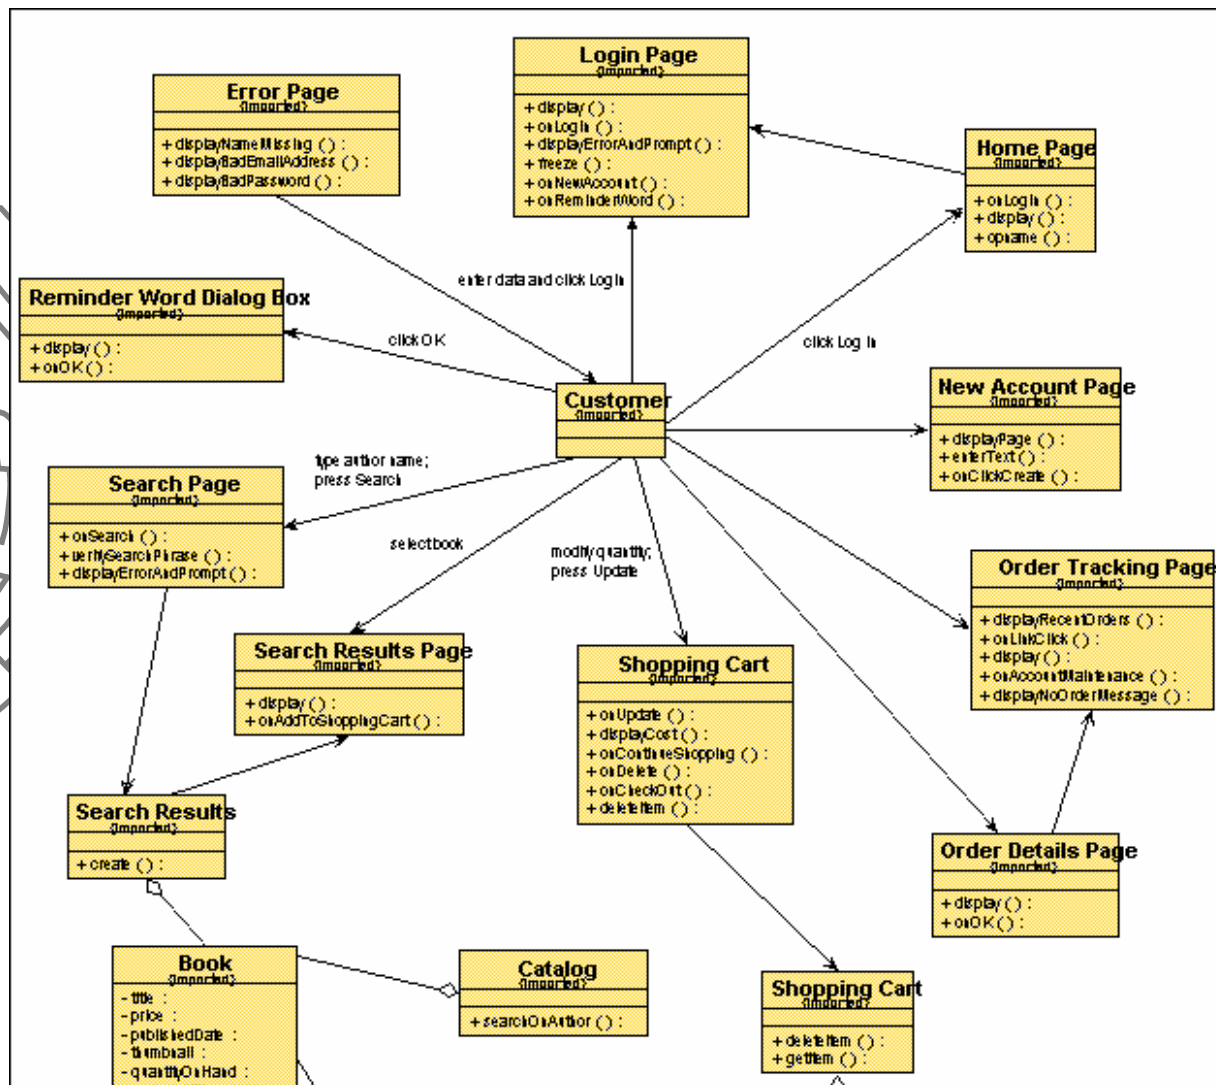 Login Page
{Imported}
+ display () :
+ onLogIn () :
+ displayErrorAndPrompt() :
+ freeze () :
+ onNewAccount() :
+ onReminderWord() :
Error Page
{Imported}
+ displayNameMissing () :
+ displayBadEmailAddress () :
+ displayBadPassword () :
Home Page
{Imported}
+ onLogIn () :
+ display () :
+ opname () :
enter data and click Log In
Reminder Word Dialog Box
{Imported}
+ display () :
+ onOK () :
click OK
click Log In
Customer
{Imported}
New Account Page
{Imported}
+ displayPage () :
+ enterText() :
+ onClickCreate () :
type author name;
press Search
Search Page
{Imported}
+ onSearch () :
+ verifySearchPhrase () :
+ displayErrorAndPrompt() :
select book
modify quantity;
press Update
Order Tracking Page
{Imported}
+ displayRecentOrders () :
+ onLinkClick () :
+ display () :
+ onAccountMaintenance () :
+ displayNoOrderMessage () :
Search Results Page
{Imported}
+ display () :
+ onAddToShoppingCart() :
Shopping Cart
{Imported}
+ onUpdate () :
+ displayCost() :
+ onContinueShopping () :
+ onDelete () :
+ onCheckOut() :
+ deleteItem () :
Search Results
{Imported}
+ create () :
Order Details Page
{Imported}
+ display () :
+ onOK() :
Book
{Imported}
- title :
- price :
- publishedDate :
- thumbnail :
- quantityOnHand :
Catalog
{Imported}
+ searchOnAuthor () :
Shopping Cart
{Imported}
+ deleteItem () :
+ getItem () :